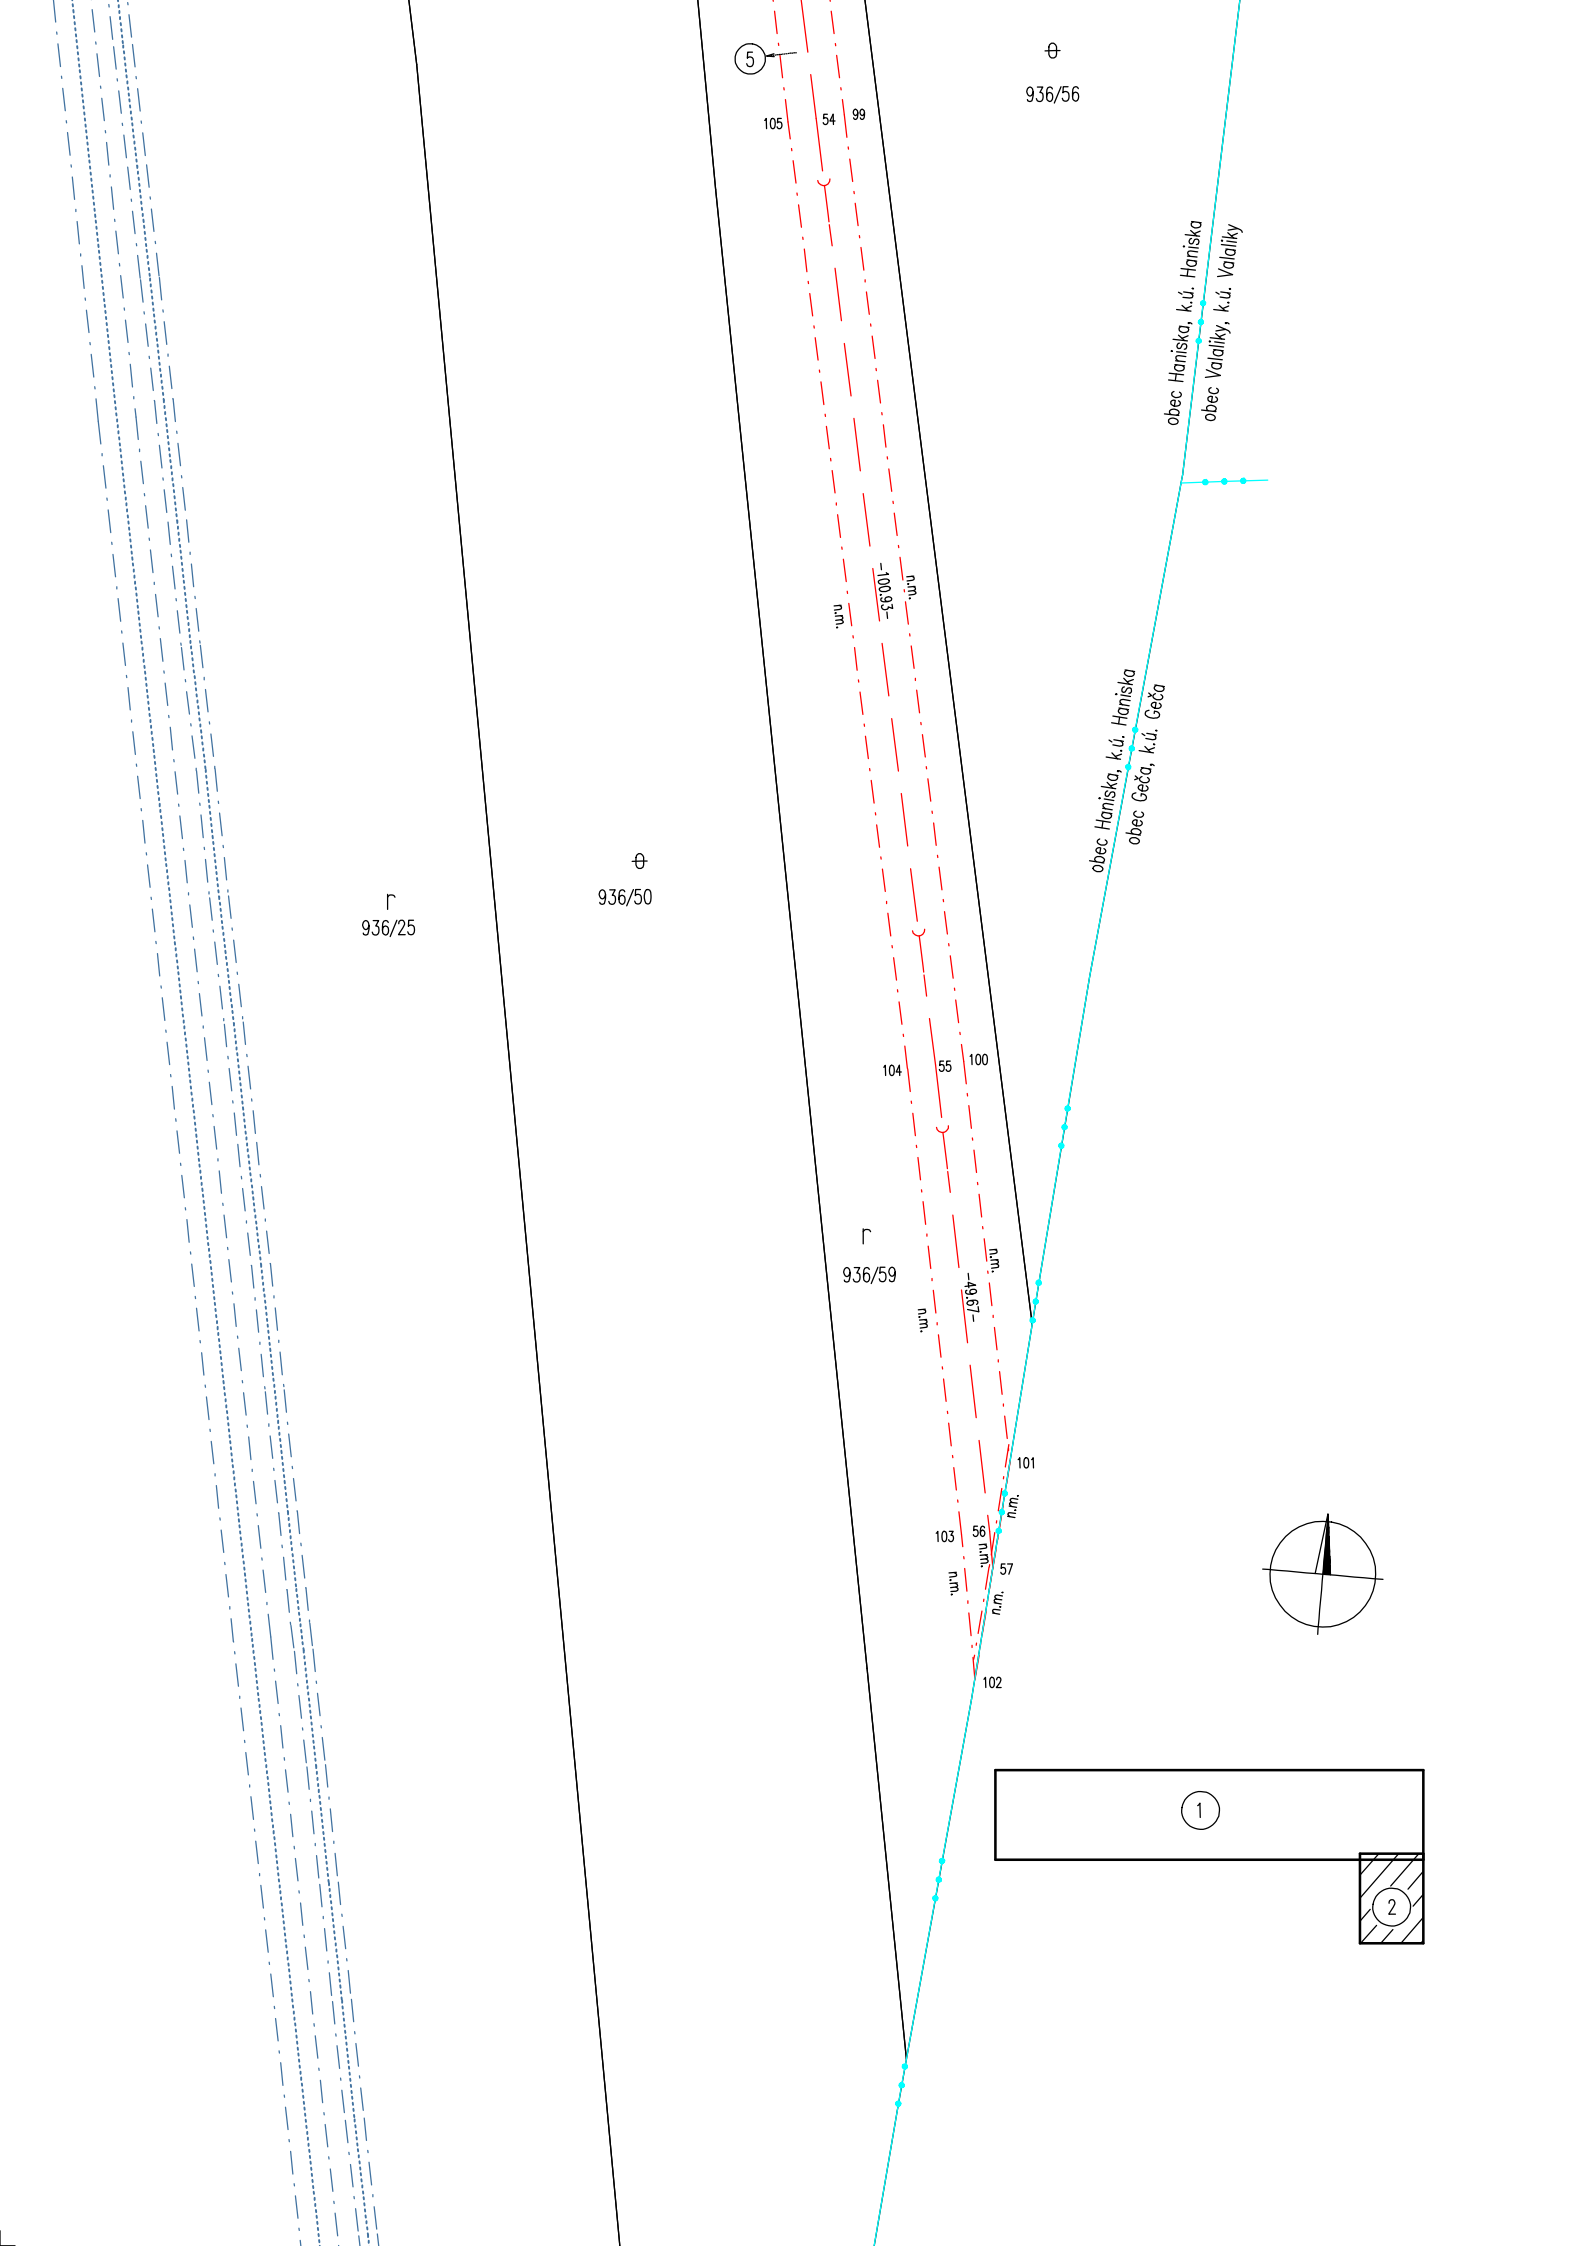 5
936/56
105
54
99
obec Haniska, k.ú. Haniska
obec Valaliky, k.ú. Valaliky
-100.93-
n.m.
n.m.
obec Haniska, k.ú. Haniska
obec Geča, k.ú. Geča
936/50
r
936/25
104
55
100
r
936/59
n.m.
-49.67-
n.m.
101
n.m.
103
56
n.m.
57
n.m.
n.m.
102
1
2